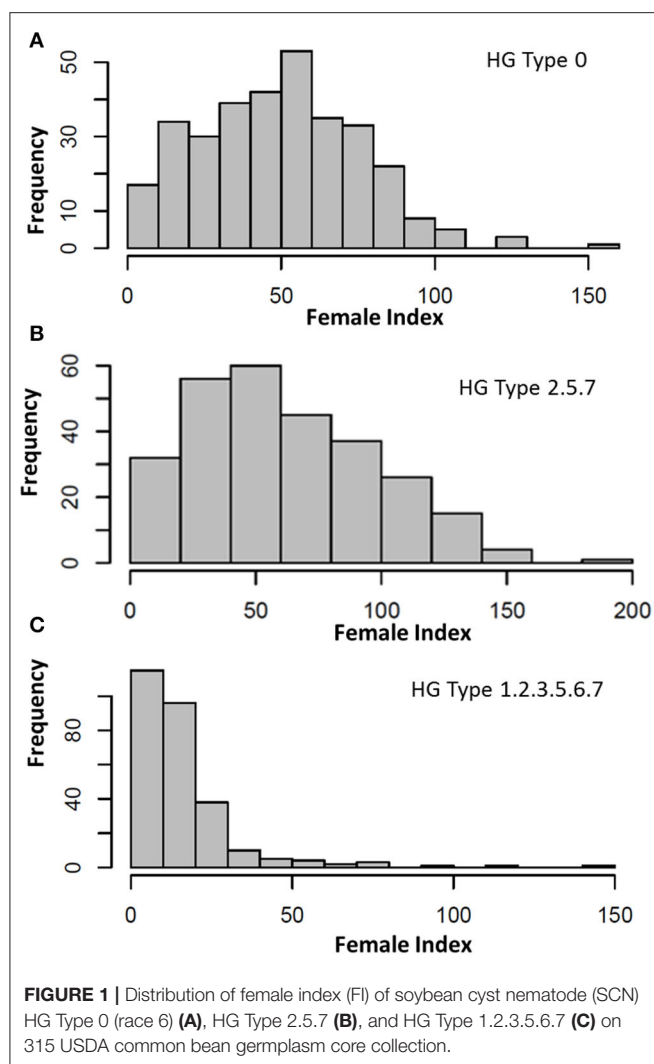 A
HG Type 0
Frequency
50
30
10
0
0 50 100 150
Female Index
B
HG Type 2.5.7
Frequency
60
40
20
0
0 50 100 150 200
Female Index
C
HG Type 1.2.3.5.6.7
Frequency
80
40
0
0 50 100 150
Female Index
FIGURE 1 | Distribution of female index (FI) of soybean cyst nematode (SCN)
HG Type 0 (race 6) (A), HG Type 2.5.7 (B), and HG Type 1.2.3.5.6.7 (C) on
315 USDA common bean germplasm core collection.